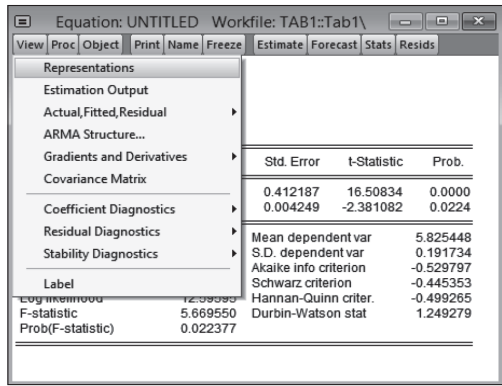 Equation: UNTITLED Workfile: TAB1::Tab1\
View Proc Object Print Name Freeze Estimate Forecast Stats Resids
Representations
Estimation Output
Actual,Fitted,Residual
ARMA Structure...
Gradients and Derivatives
Covariance Matrix
Coefficient Diagnostics
Residual Diagnostics
Stability Diagnostics
Label
Std. Error t-Statistic Prob.
0.412187 16.50834 0.0000
0.004249 -2.381082 0.0224
Mean dependent var 5.825448
S.D. dependent var 0.191734
Akaike info criterion -0.529797
Schwarz criterion -0.445353
Log likelihood 12.59595 Hannan-Quinn criter. -0.499265
F-statistic 5.669550 Durbin-Watson stat 1.249279
Prob(F-statistic) 0.022377